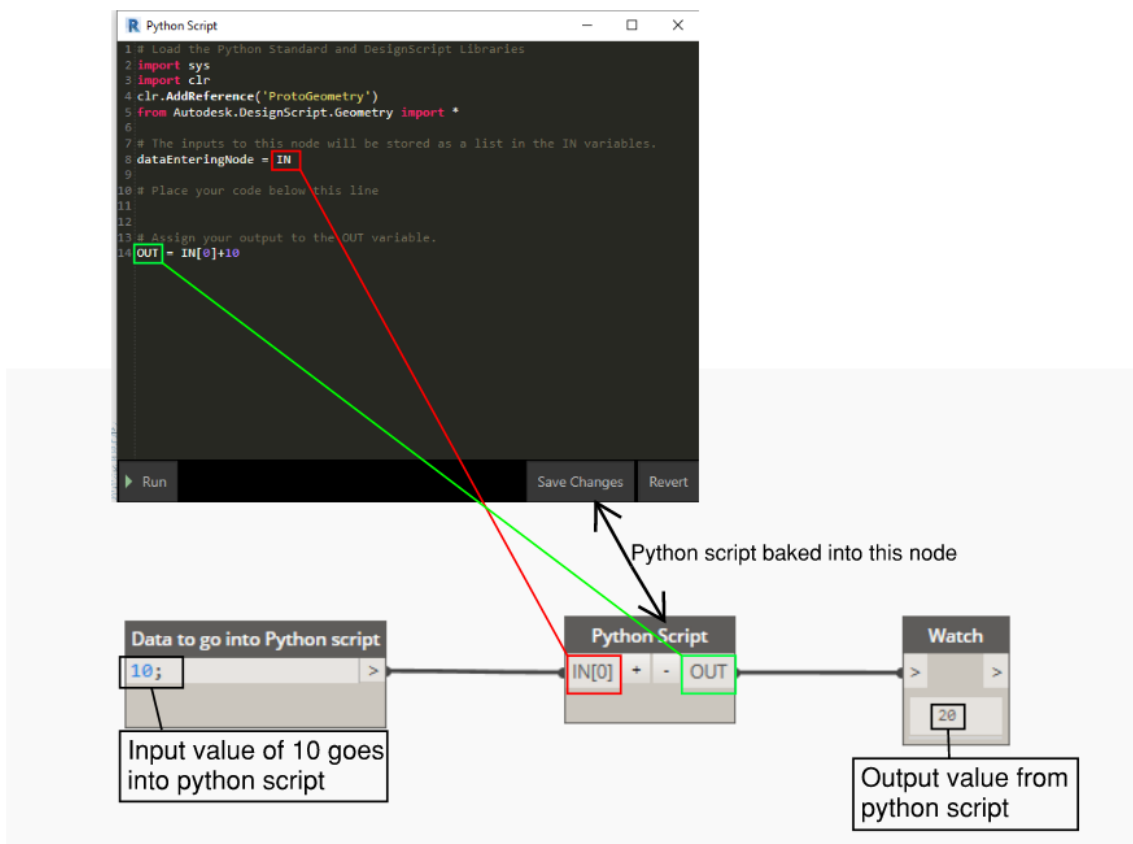 Python Script
1 # Load the Python Standard and DesignScript Libraries
2 import sys
3 import clr
4 clr.AddReference('ProtoGeometry')
5 from Autodesk.DesignScript.Geometry import *
6
7 # The inputs to this node will be stored as a list in the IN variables.
8 dataEnteringNode = IN
9
10 # Place your code below this line
11
12
13 # Assign your output to the OUT variable.
14 OUT = IN[0]+10
Run
Save Changes
Revert
Python script baked into this node
Data to go into Python script
10;
>
Input value of 10 goes
into python script
Python Script
IN[0] + - OUT
Watch
> >
20
Output value from
python script